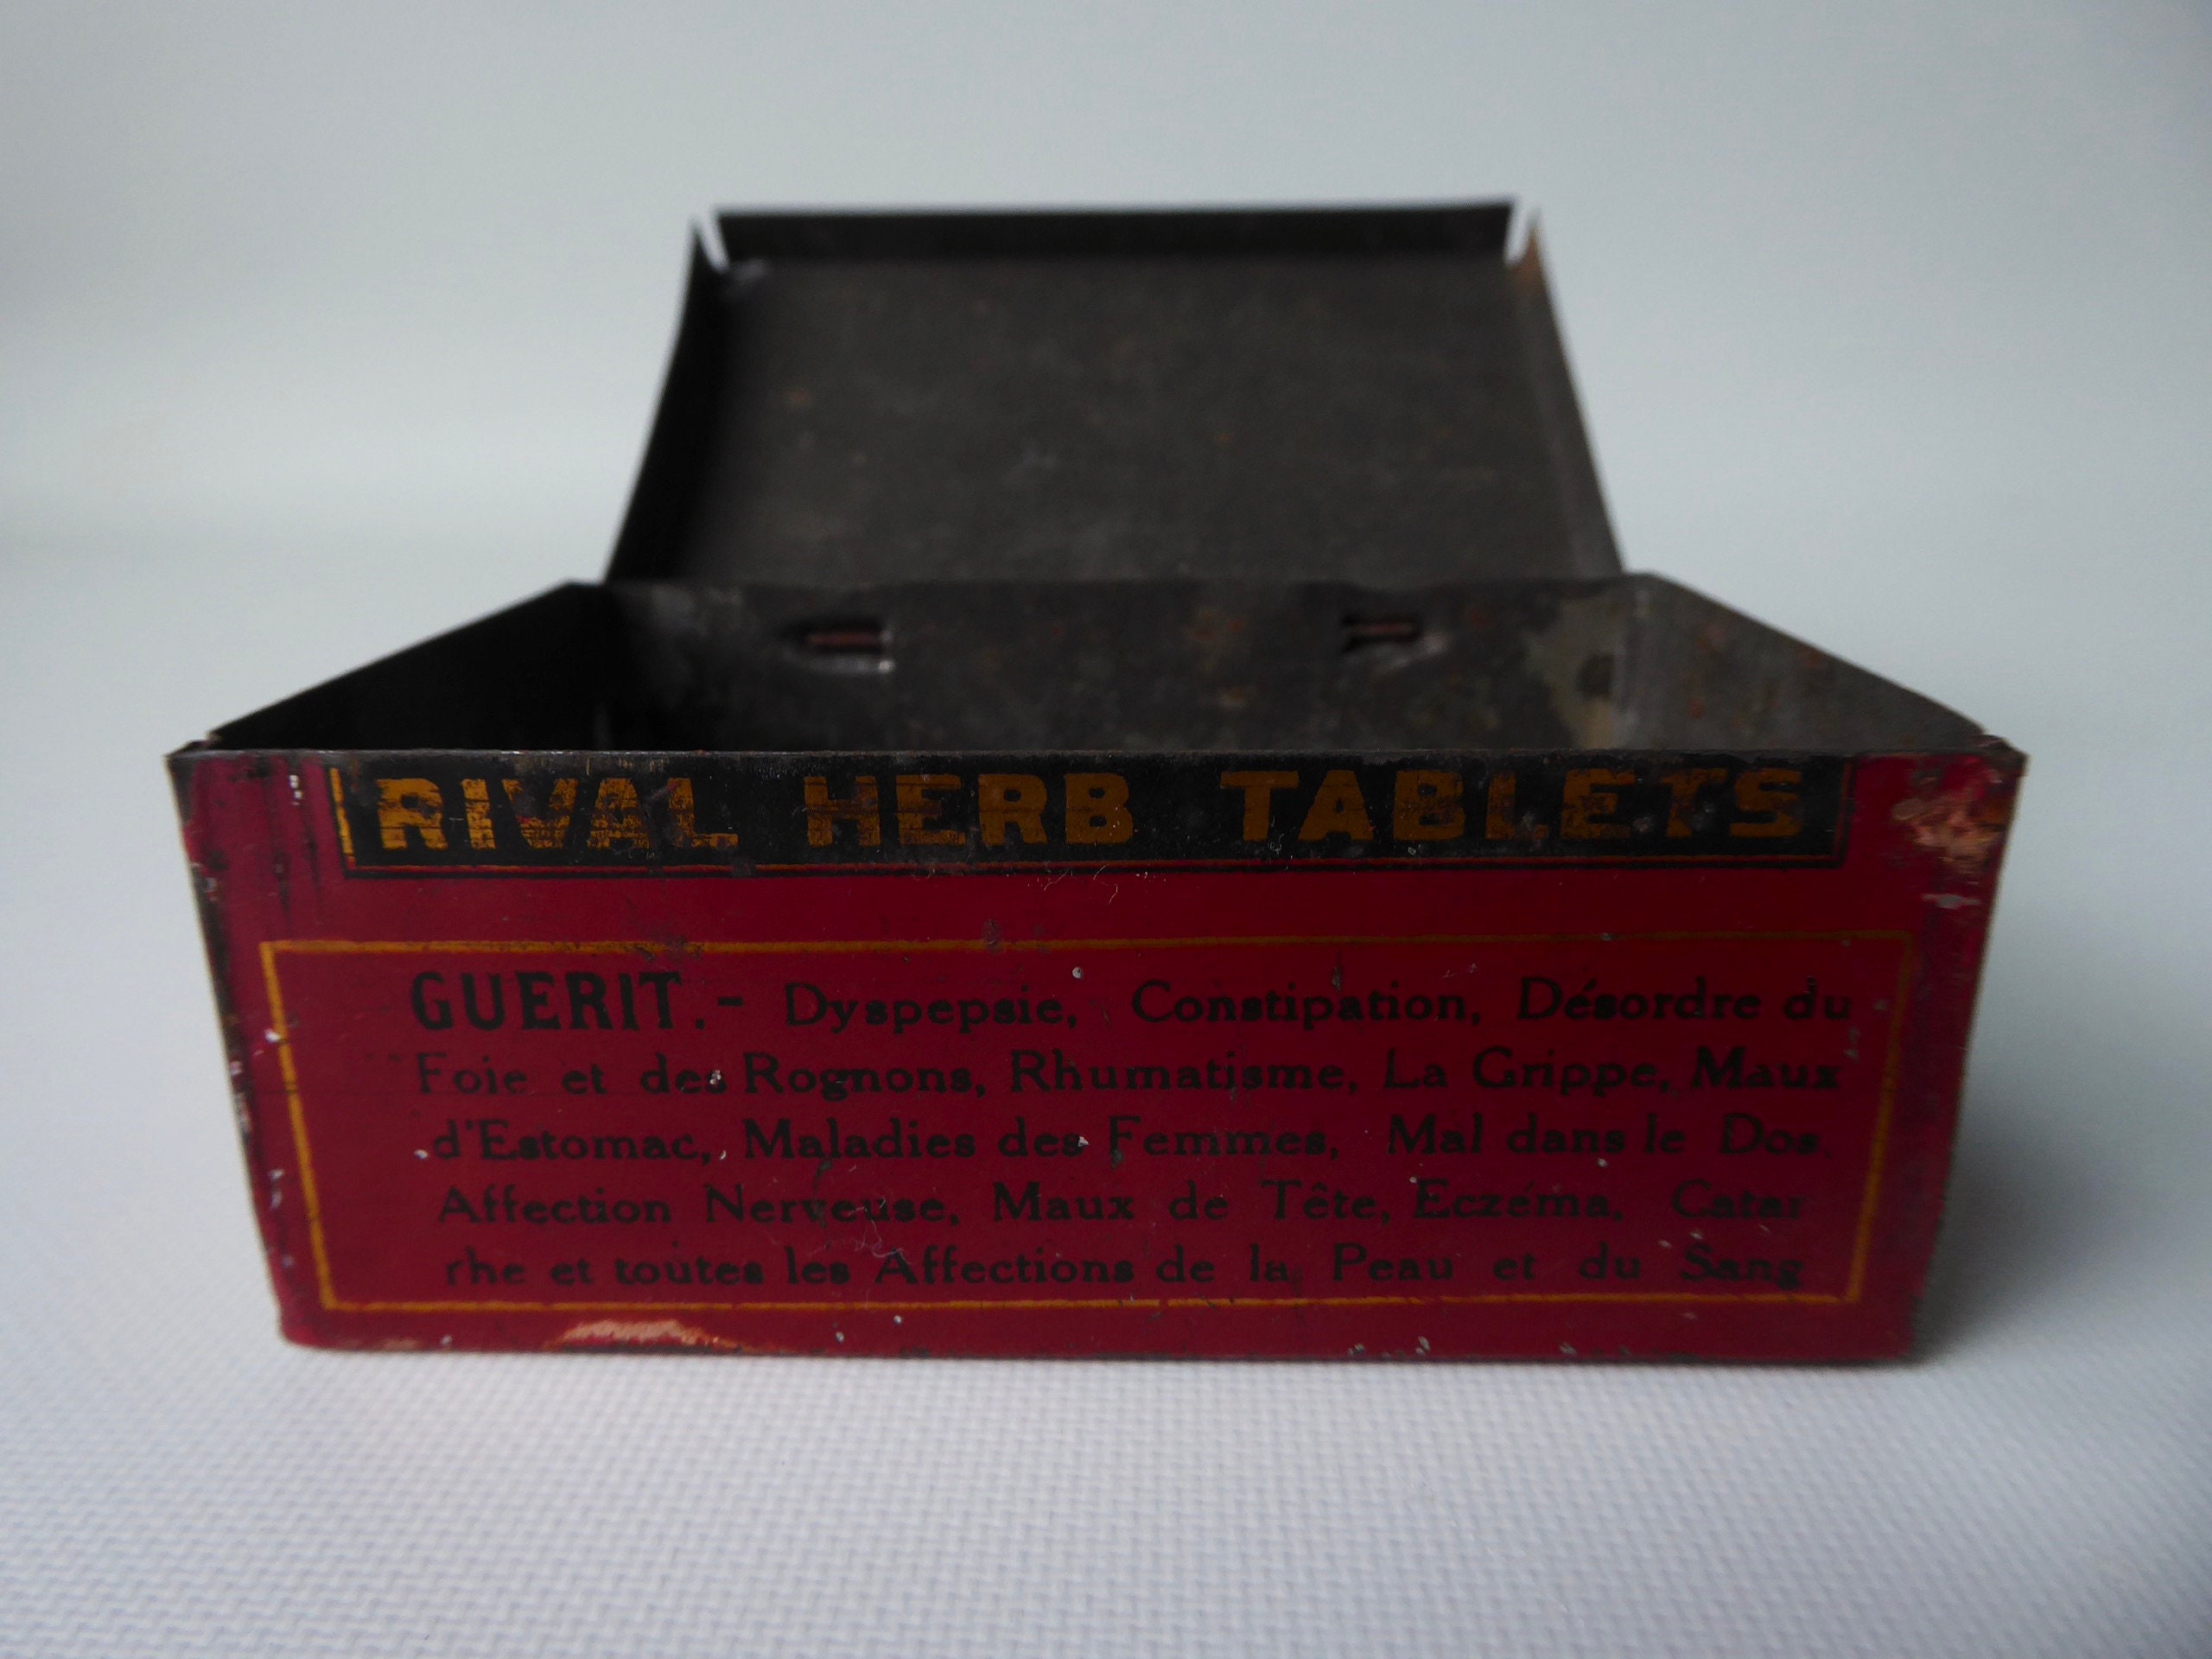 RIVAL HERB TABLETS
GUERIT.- Dyspepsie, Constipation, Désordre du
Foie et des Rognons, Rhumatisme, La Grippe, Maux
d'Estomac, Maladies des Femmes, Mal dans le Dos.
Affection Nerveuse, Maux de Tête, Eczéma, Catar
rhe et toutes les Affections de la Peau et du Sang